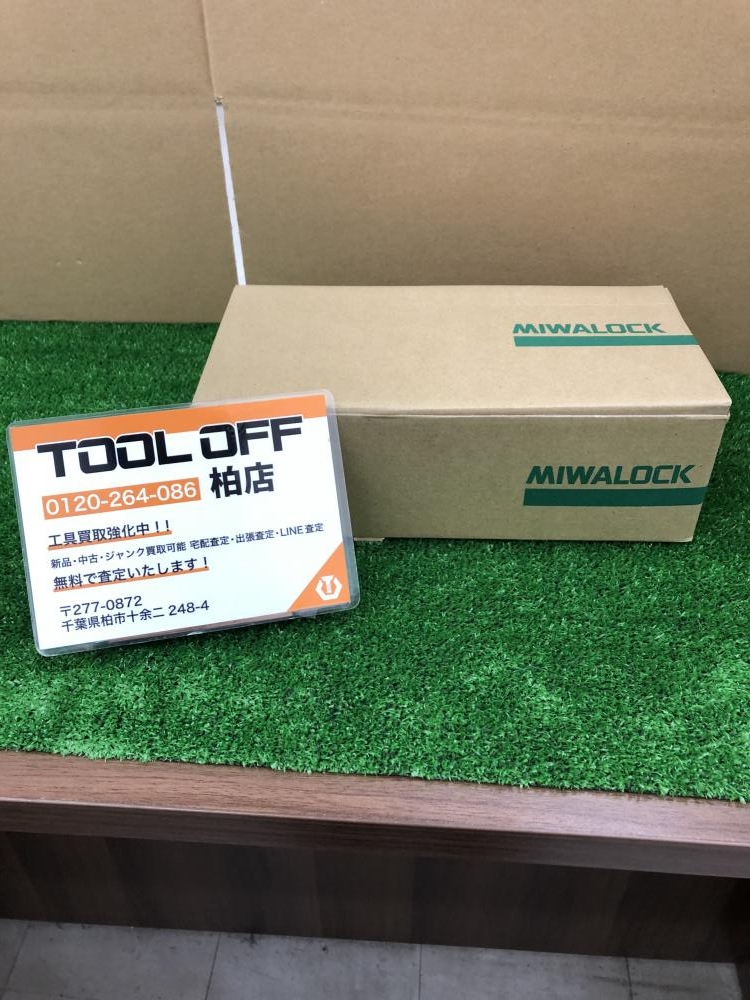 MIWALOCK
MIWALOCK
TOOL OFF
0120-264-086 柏店
工具買取強化中！！
新品・中古・ジャンク買取可能 宅配査定・出張査定・LINE査定
無料で査定いたします！
〒277-0872
千葉県柏市十余二 248-4